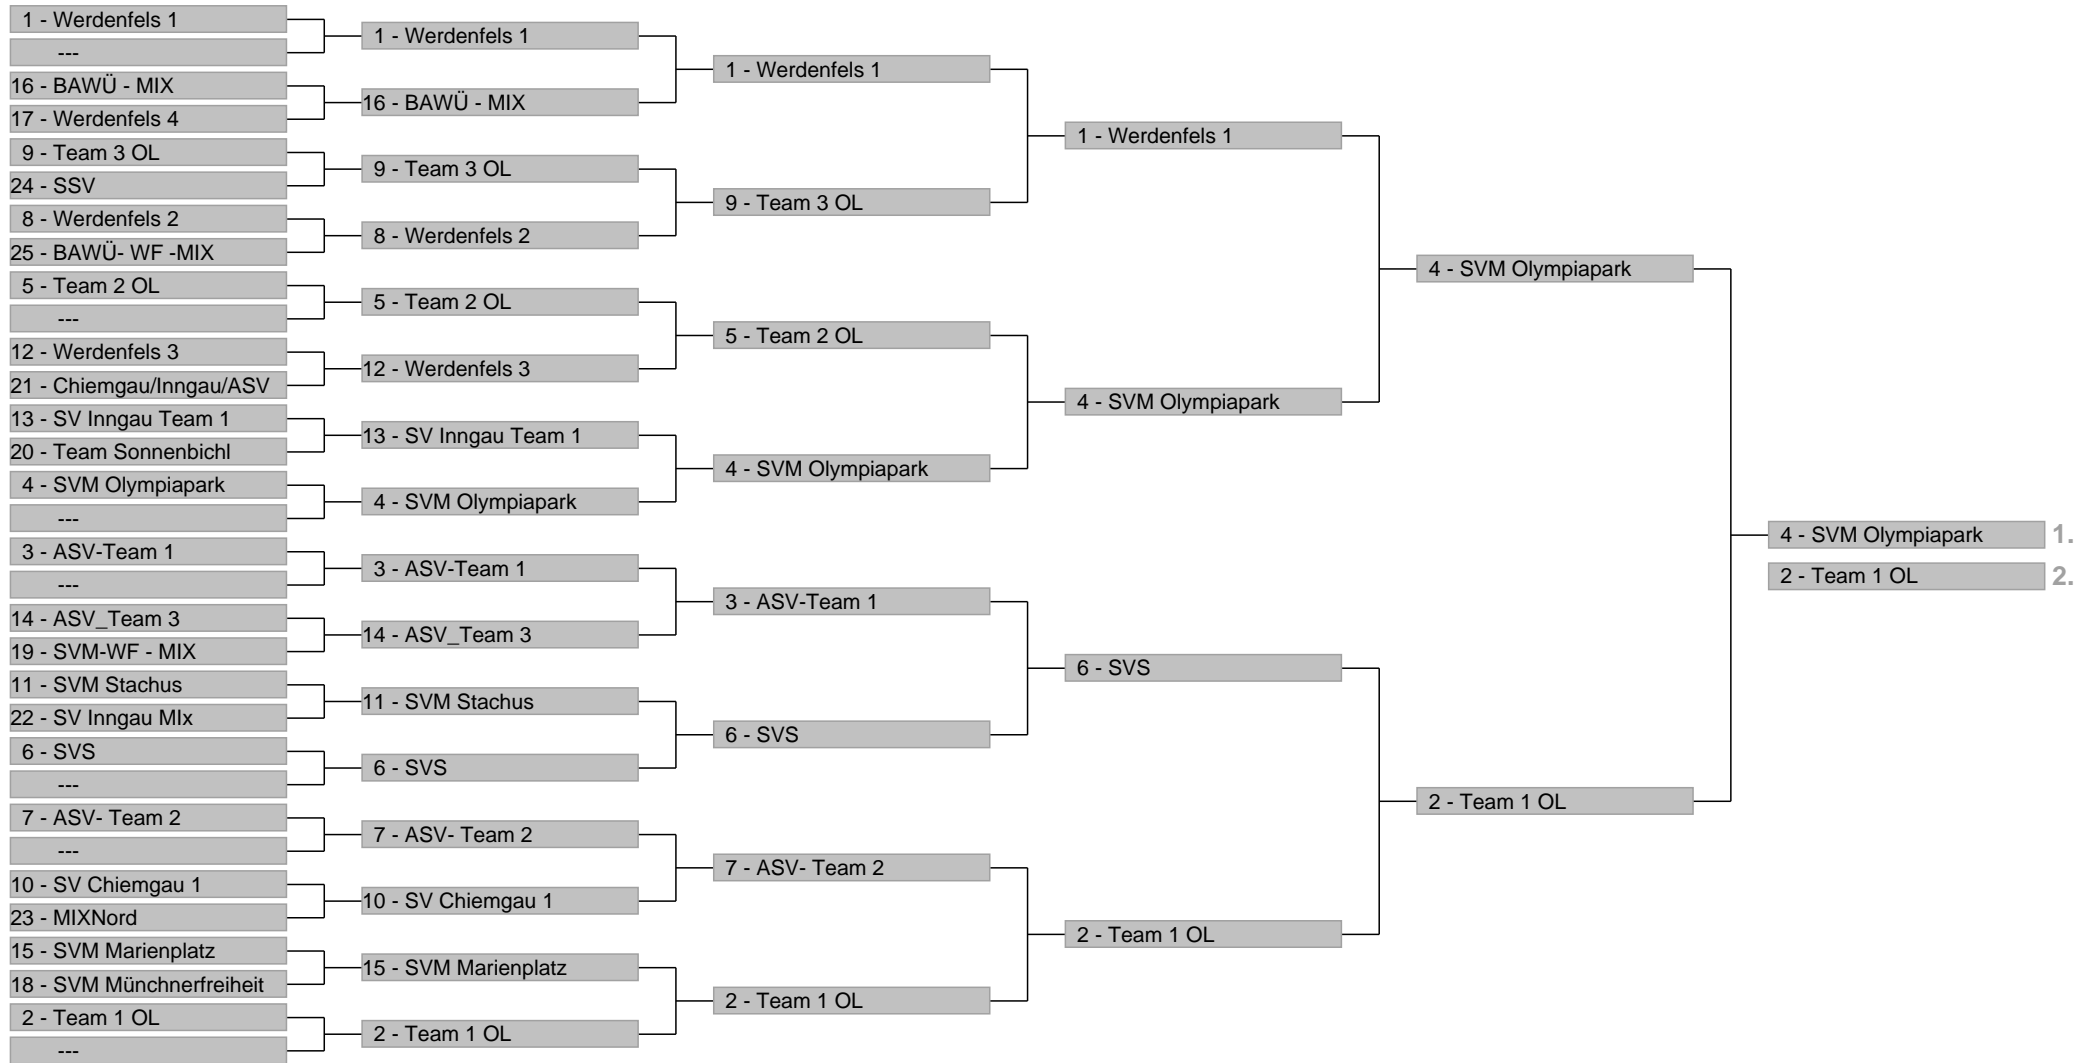 1 - Werdenfels 1
---
16 - BAWÜ - MIX
17 - Werdenfels 4
9 - Team 3 OL
24 - SSV
8 - Werdenfels 2
25 - BAWÜ- WF -MIX
5 - Team 2 OL
---
12 - Werdenfels 3
21 - Chiemgau/Inngau/ASV
13 - SV Inngau Team 1
20 - Team Sonnenbichl
4 - SVM Olympiapark
---
3 - ASV-Team 1
---
14 - ASV_Team 3
19 - SVM-WF - MIX
11 - SVM Stachus
22 - SV Inngau MIx
6 - SVS
---
7 - ASV- Team 2
---
10 - SV Chiemgau 1
23 - MIXNord
15 - SVM Marienplatz
18 - SVM Münchnerfreiheit
2 - Team 1 OL
---
1 - Werdenfels 1
16 - BAWÜ - MIX
9 - Team 3 OL
8 - Werdenfels 2
5 - Team 2 OL
12 - Werdenfels 3
13 - SV Inngau Team 1
4 - SVM Olympiapark
3 - ASV-Team 1
14 - ASV_Team 3
11 - SVM Stachus
6 - SVS
7 - ASV- Team 2
10 - SV Chiemgau 1
15 - SVM Marienplatz
2 - Team 1 OL
1 - Werdenfels 1
9 - Team 3 OL
5 - Team 2 OL
4 - SVM Olympiapark
3 - ASV-Team 1
6 - SVS
7 - ASV- Team 2
2 - Team 1 OL
1 - Werdenfels 1
4 - SVM Olympiapark
6 - SVS
2 - Team 1 OL
4 - SVM Olympiapark
2 - Team 1 OL
4 - SVM Olympiapark 1.
2 - Team 1 OL 2.